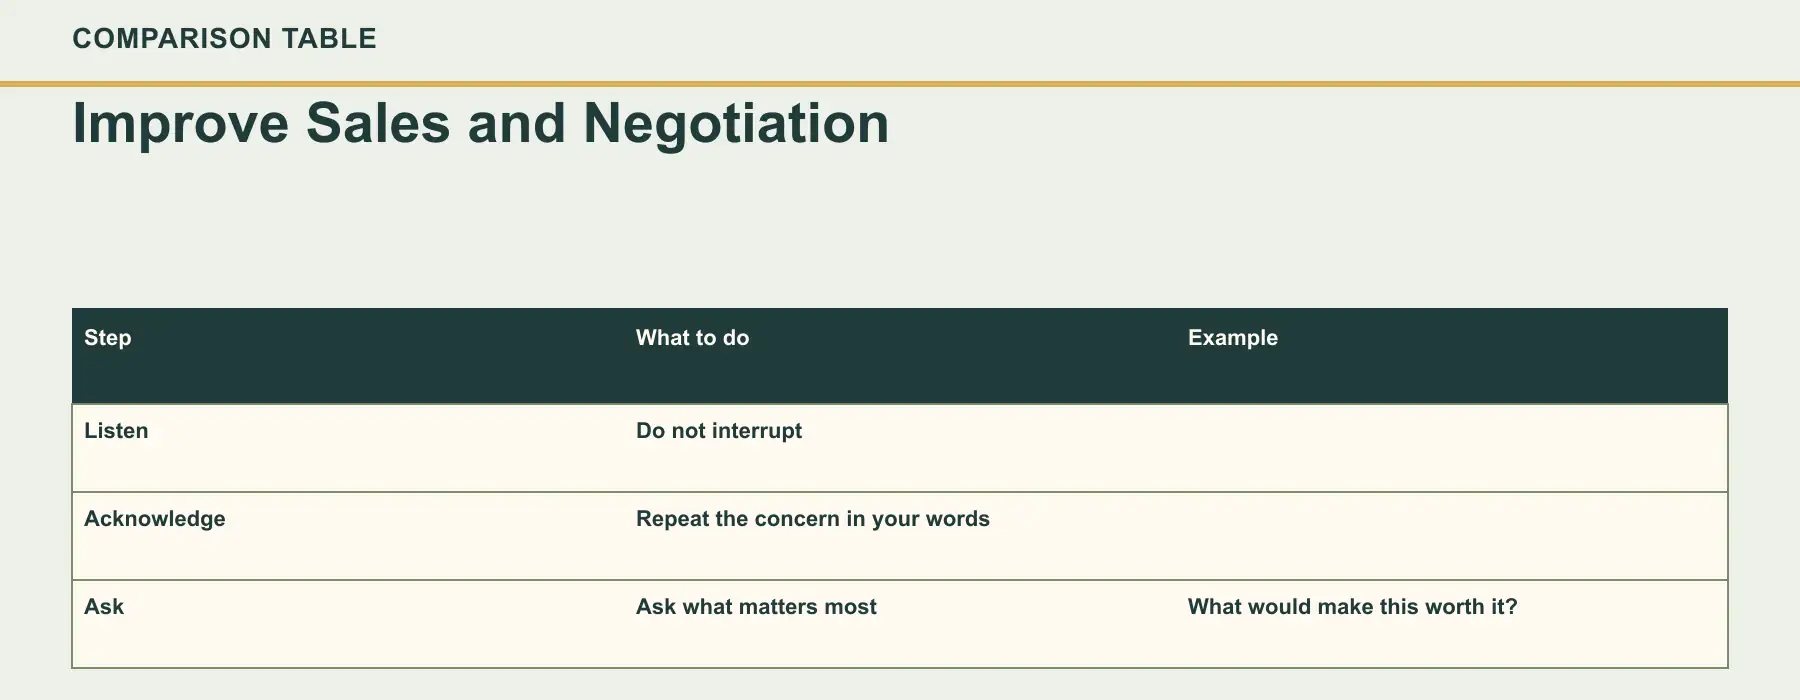 COMPARISON TABLE
Improve Sales and Negotiation
Step What to do Example
Listen Do not interrupt
Acknowledge Repeat the concern in your words
Ask Ask what matters most What would make this worth it?